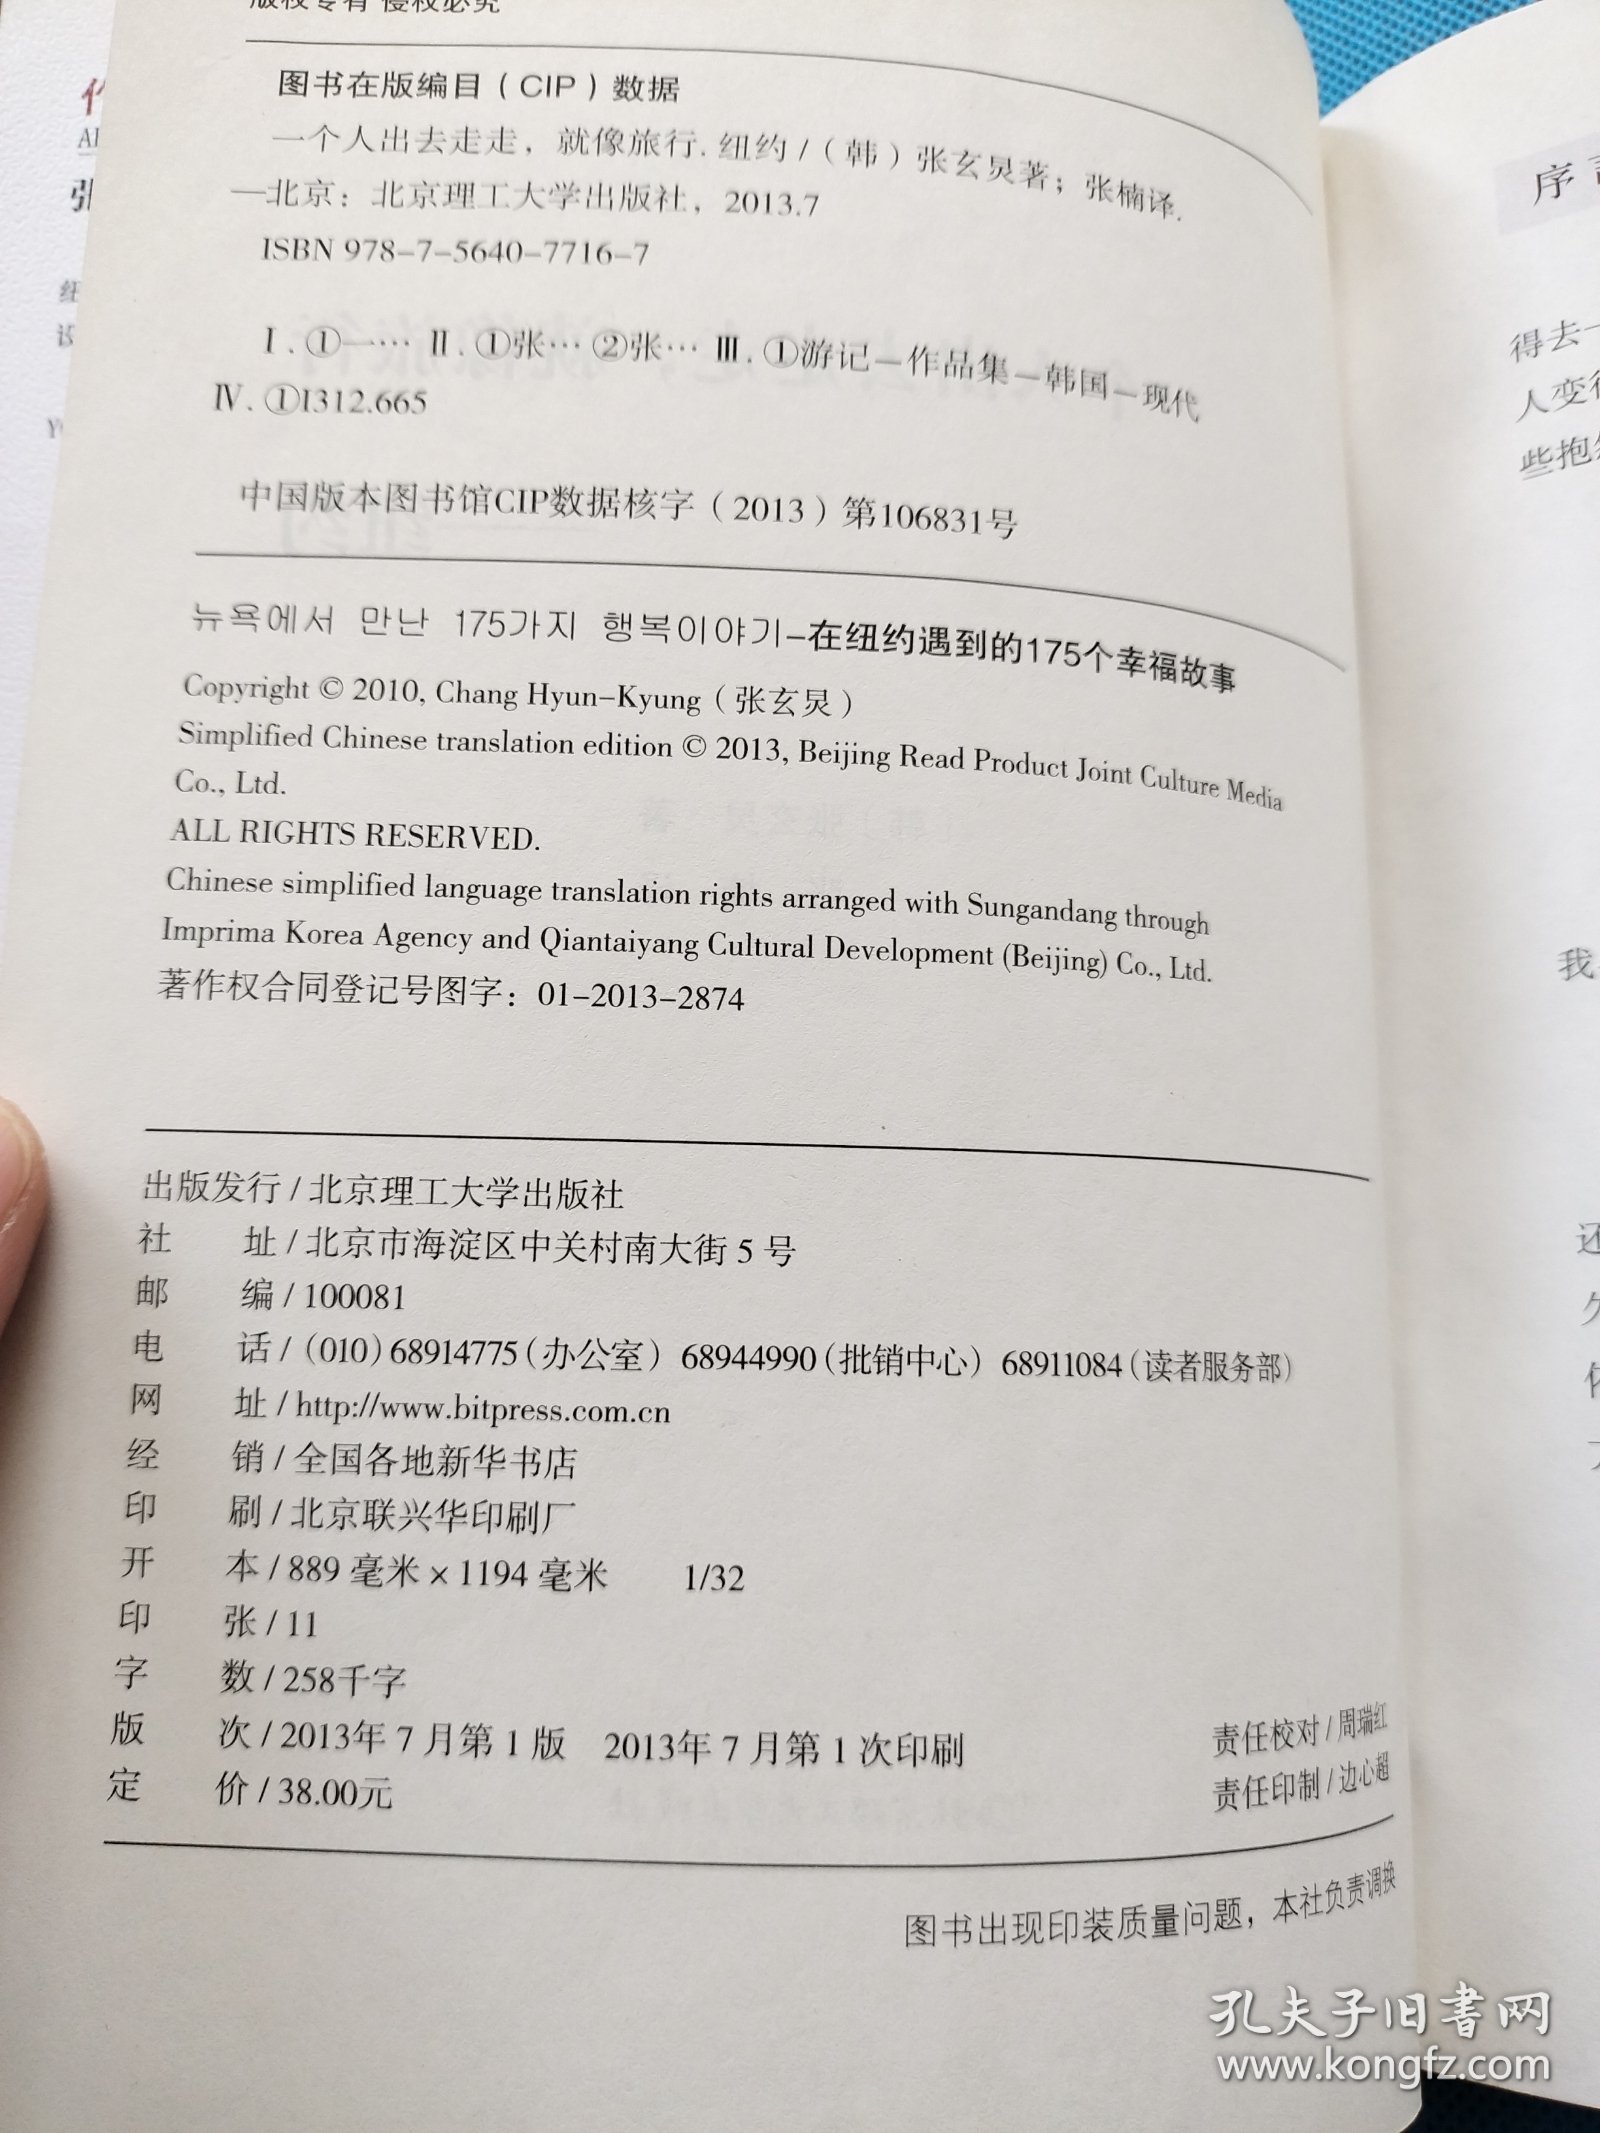 版权专有 侵权必究
图书在版编目（CIP）数据
一个人出去走走，就像旅行. 纽约 /（韩）张玄炅著；张楠译.
—北京：北京理工大学出版社，2013.7
ISBN 978-7-5640-7716-7
Ⅰ. ①一… Ⅱ. ①张… ②张… Ⅲ. ①游记－作品集－韩国－现代
Ⅳ. ①I312.665
中国版本图书馆CIP数据核字（2013）第106831号
뉴욕에서 만난 175가지 행복이야기-在纽约遇到的175个幸福故事
Copyright © 2010, Chang Hyun-Kyung（张玄炅）
Simplified Chinese translation edition © 2013, Beijing Read Product Joint Culture Media
Co., Ltd.
ALL RIGHTS RESERVED.
Chinese simplified language translation rights arranged with Sungandang through
Imprima Korea Agency and Qiantaiyang Cultural Development (Beijing) Co., Ltd.
著作权合同登记号图字：01-2013-2874
出版发行 / 北京理工大学出版社
社 址 / 北京市海淀区中关村南大街 5 号
邮 编 / 100081
电 话 /（010）68914775（办公室） 68944990（批销中心） 68911084（读者服务部）
网 址 / http://www.bitpress.com.cn
经 销 / 全国各地新华书店
印 刷 / 北京联兴华印刷厂
开 本 / 889 毫米 × 1194 毫米 1/32
印 张 / 11
字 数 / 258千字
版 次 / 2013年 7 月第 1 版 2013年 7 月第 1 次印刷
定 价 / 38.00元
责任校对 / 周瑞红
责任印制 / 边心超
图书出现印装质量问题，本社负责调换
序
得去一
人变得
些抱
我
还
孔夫子旧书网
www.kongfz.com